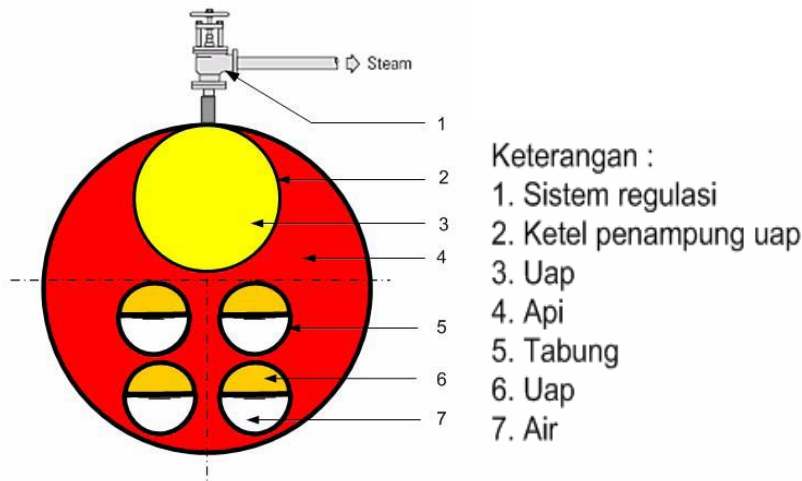 Steam
1
2
3
4
5
6
7
Keterangan :
1. Sistem regulasi
2. Ketel penampung uap
3. Uap
4. Api
5. Tabung
6. Uap
7. Air